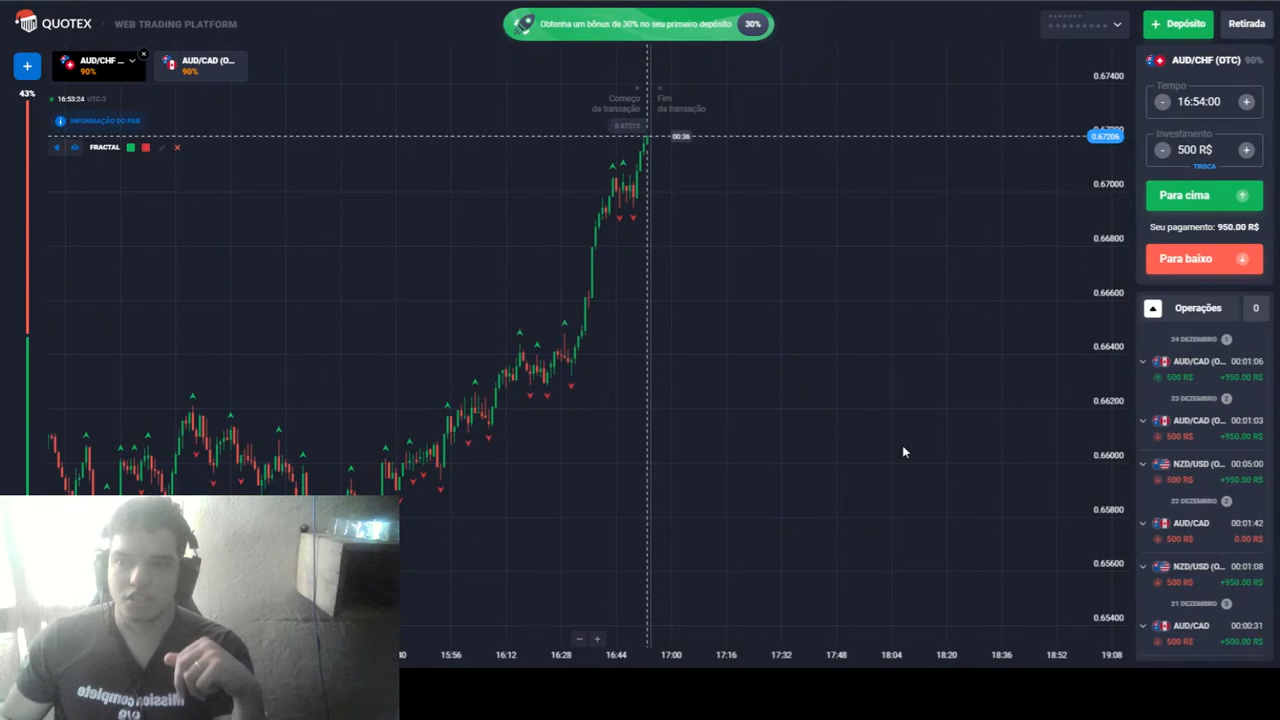 QUOTEX
WEB TRADING PLATFORM
Obtenha um bônus de 30% no seu primeiro depósito 30%
Depósito
Retirada
AUD/CHF ...
90%
AUD/CAD (O...
90%
43%
16:53:24 UTC-3
INFORMAÇÃO DO PAR
FRACTAL
Começo
da transação
Fim
da transação
0.67215
00:36
0.67400
0.67206
0.67000
0.66800
0.66600
0.66400
0.66200
0.66000
0.65800
0.65600
0.65400
15:56
16:12
16:28
16:44
17:00
17:16
17:32
17:48
18:04
18:20
18:36
18:52
19:08
AUD/CHF (OTC) 90%
Tempo
- 16:54:00 +
Investimento
- 500 R$ +
TROCA
Para cima
Seu pagamento: 950.00 R$
Para baixo
Operações 0
24 DEZEMBRO 1
AUD/CAD (O... 00:01:06
500 R$ +950.00 R$
23 DEZEMBRO 2
AUD/CAD (O... 00:01:03
500 R$ +950.00 R$
NZD/USD (O... 00:05:00
500 R$ +950.00 R$
22 DEZEMBRO 2
AUD/CAD 00:01:42
500 R$ 0.00 R$
NZD/USD (O... 00:01:08
500 R$ +950.00 R$
21 DEZEMBRO 5
AUD/CAD 00:00:31
500 R$ +500.00 R$
Mission complete